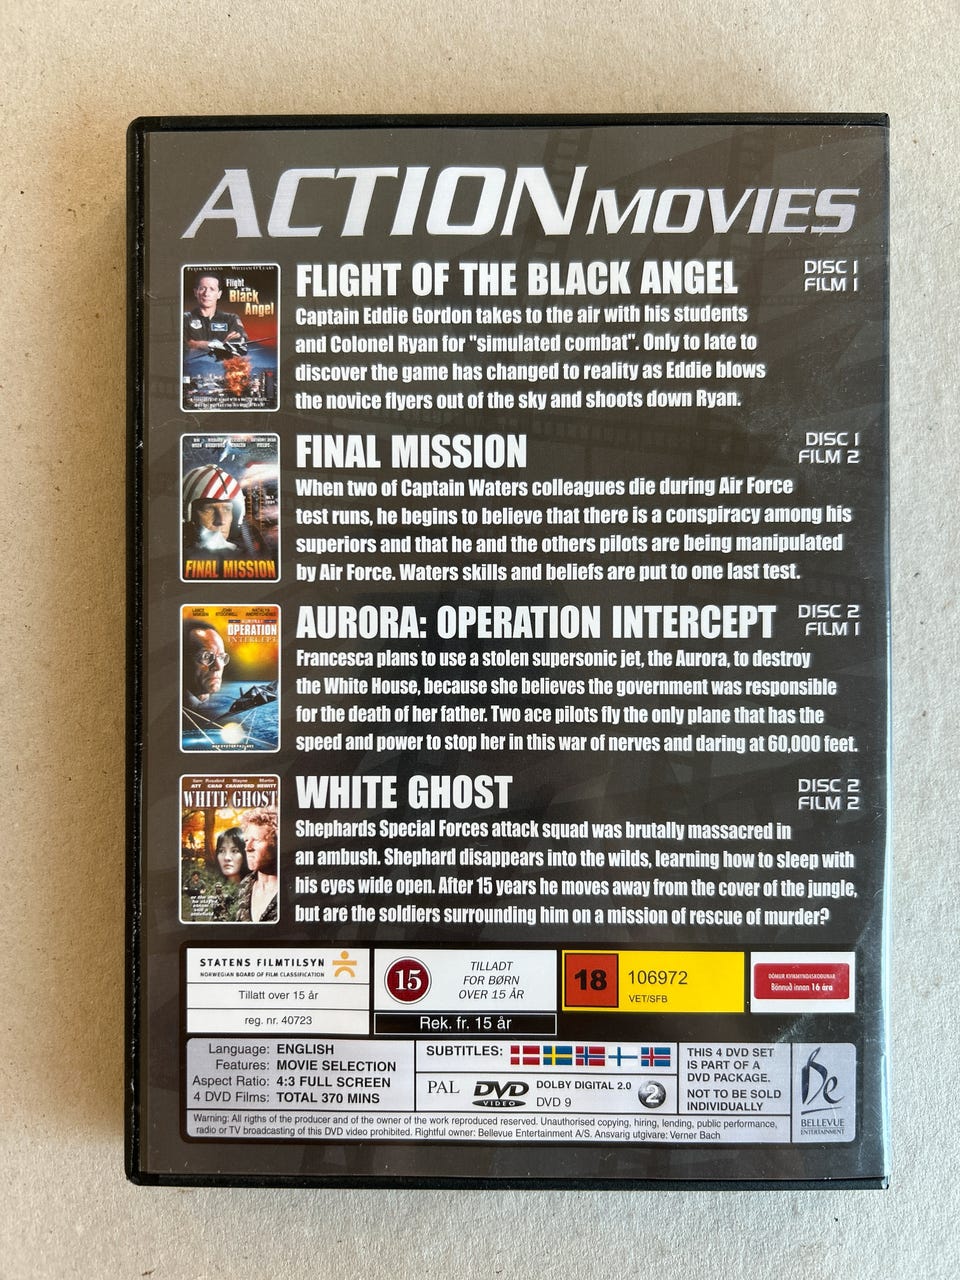 ACTION MOVIES
FLIGHT OF THE BLACK ANGEL
DISC 1
FILM 1
PETER STRAUSS WILLIAM O'LEARY
Flight
of the
Black
Angel
Captain Eddie Gordon takes to the air with his students
and Colonel Ryan for "simulated combat". Only to late to
discover the game has changed to reality as Eddie blows
the novice flyers out of the sky and shoots down Ryan.
FINAL MISSION
DISC 1
FILM 2
FINAL MISSION
When two of Captain Waters colleagues die during Air Force
test runs, he begins to believe that there is a conspiracy among his
superiors and that he and the others pilots are being manipulated
by Air Force. Waters skills and beliefs are put to one last test.
AURORA: OPERATION INTERCEPT
DISC 2
FILM 1
OPERATION
INTERCEPT
Francesca plans to use a stolen supersonic jet, the Aurora, to destroy
the White House, because she believes the government was responsible
for the death of her father. Two ace pilots fly the only plane that has the
speed and power to stop her in this war of nerves and daring at 60,000 feet.
WHITE GHOST
DISC 2
FILM 2
WHITE GHOST
Shephards Special Forces attack squad was brutally massacred in
an ambush. Shephard disappears into the wilds, learning how to sleep with
his eyes wide open. After 15 years he moves away from the cover of the jungle,
but are the soldiers surrounding him on a mission of rescue of murder?
STATENS FILMTILSYN
NORWEGIAN BOARD OF FILM CLASSIFICATION
Tillatt over 15 år
reg. nr. 40723
15
TILLADT
FOR BØRN
OVER 15 ÅR
Rek. fr. 15 år
18
106972
VET/SFB
DÓMUR KVIKMYNDASKOÐUNAR
Bönnuð innan 16 ára
Language: ENGLISH
Features: MOVIE SELECTION
Aspect Ratio: 4:3 FULL SCREEN
4 DVD Films: TOTAL 370 MINS
SUBTITLES:
PAL
DVD
VIDEO
DOLBY DIGITAL 2.0
DVD 9
2
THIS 4 DVD SET
IS PART OF A
DVD PACKAGE.
NOT TO BE SOLD
INDIVIDUALLY
Be
BELLEVUE
ENTERTAINMENT
Warning: All rigths of the producer and of the owner of the work reproduced reserved. Unauthorised copying, hiring, lending, public performance,
radio or TV broadcasting of this DVD video prohibited. Rightful owner: Bellevue Entertainment A/S. Ansvarig utgivare: Verner Bach